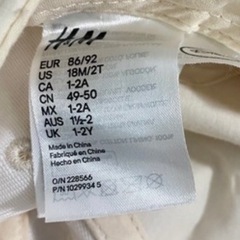 H&M
EUR 86/92
US 18M/2T
CA 1-2A
CN 49-50
MX 1-2A
AU 1½-2
UK 1-2Y
Made in China
Fabriqué en Chine
Hecho en China
O/N 228566
P/N 1029934 5